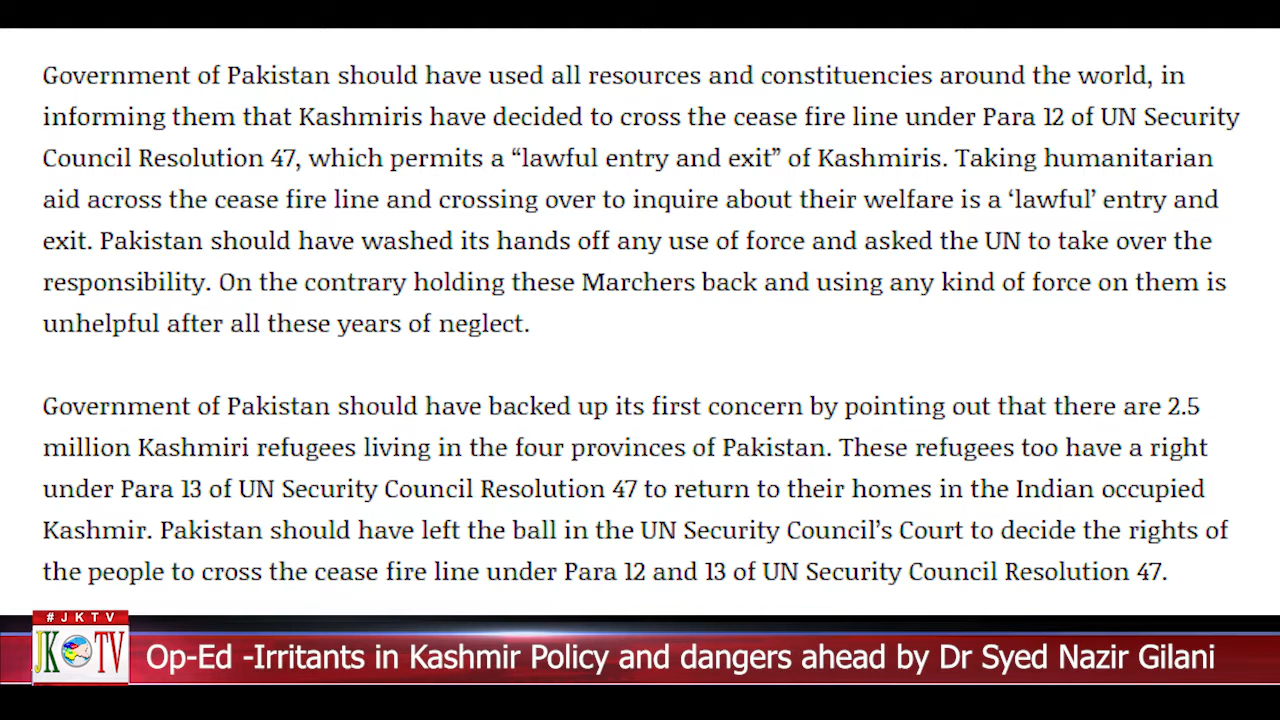 Government of Pakistan should have used all resources and constituencies around the world, in
informing them that Kashmiris have decided to cross the cease fire line under Para 12 of UN Security
Council Resolution 47, which permits a “lawful entry and exit” of Kashmiris. Taking humanitarian
aid across the cease fire line and crossing over to inquire about their welfare is a ‘lawful’ entry and
exit. Pakistan should have washed its hands off any use of force and asked the UN to take over the
responsibility. On the contrary holding these Marchers back and using any kind of force on them is
unhelpful after all these years of neglect.
Government of Pakistan should have backed up its first concern by pointing out that there are 2.5
million Kashmiri refugees living in the four provinces of Pakistan. These refugees too have a right
under Para 13 of UN Security Council Resolution 47 to return to their homes in the Indian occupied
Kashmir. Pakistan should have left the ball in the UN Security Council’s Court to decide the rights of
the people to cross the cease fire line under Para 12 and 13 of UN Security Council Resolution 47.
#JKTV
JK TV
Op-Ed -Irritants in Kashmir Policy and dangers ahead by Dr Syed Nazir Gilani